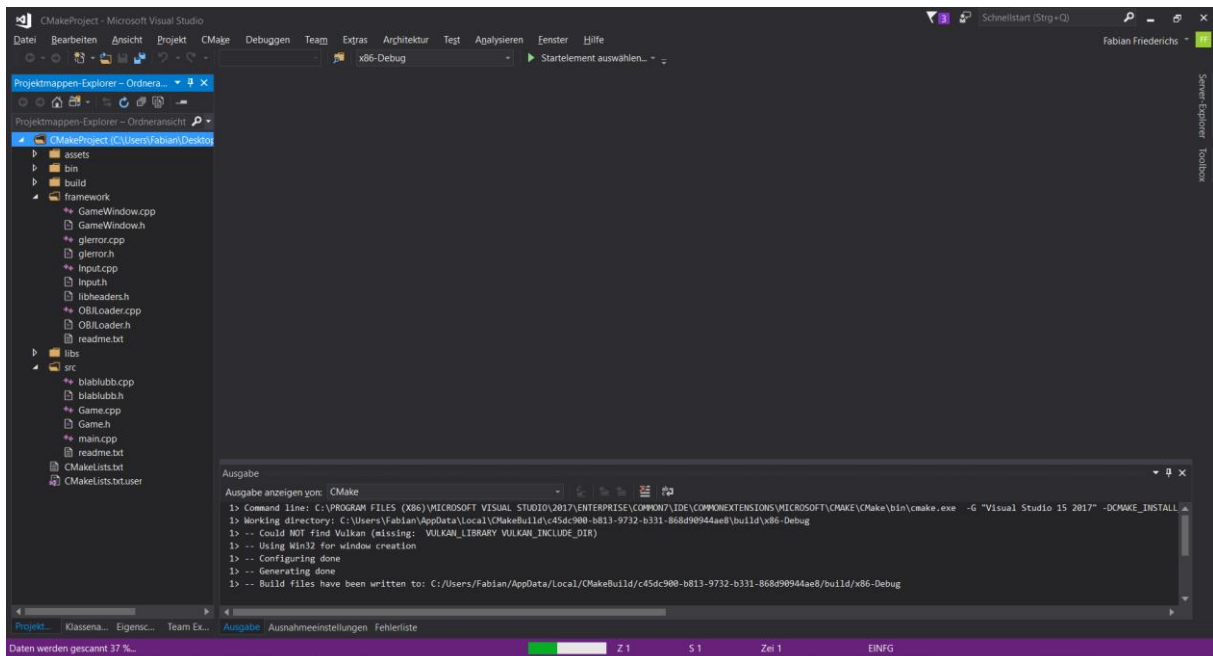 CMakeProject - Microsoft Visual Studio
3
Schnellstart (Strg+Q)
Datei Bearbeiten Ansicht Projekt CMake Debuggen Team Extras Architektur Test Analysieren Fenster Hilfe
Fabian Friederichs FF
x86-Debug
Startelement auswählen...
Projektmappen-Explorer – Ordnera...
Projektmappen-Explorer – Ordneransicht
CMakeProject (C:\Users\Fabian\Desktop
assets
bin
build
framework
GameWindow.cpp
GameWindow.h
glerror.cpp
glerror.h
Input.cpp
Input.h
libheaders.h
OBJLoader.cpp
OBJLoader.h
readme.txt
libs
src
blablubb.cpp
blablubb.h
Game.cpp
Game.h
main.cpp
readme.txt
CMakeLists.txt
CMakeLists.txt.user
Server-Explorer
Toolbox
Ausgabe
Ausgabe anzeigen von: CMake
1> Command line: C:\PROGRAM FILES (X86)\MICROSOFT VISUAL STUDIO\2017\ENTERPRISE\COMMON7\IDE\COMMONEXTENSIONS\MICROSOFT\CMAKE\CMake\bin\cmake.exe -G "Visual Studio 15 2017" -DCMAKE_INSTALL_
1> Working directory: C:\Users\Fabian\AppData\Local\CMakeBuild\c45dc900-b813-9732-b331-868d90944ae8\build\x86-Debug
1> -- Could NOT find Vulkan (missing: VULKAN_LIBRARY VULKAN_INCLUDE_DIR)
1> -- Using Win32 for window creation
1> -- Configuring done
1> -- Generating done
1> -- Build files have been written to: C:/Users/Fabian/AppData/Local/CMakeBuild/c45dc900-b813-9732-b331-868d90944ae8/build/x86-Debug
Projekt... Klassena... Eigensc... Team Ex...
Ausgabe Ausnahmeeinstellungen Fehlerliste
Daten werden gescannt 37 %... Z 1 S 1 Zei 1 EINFG